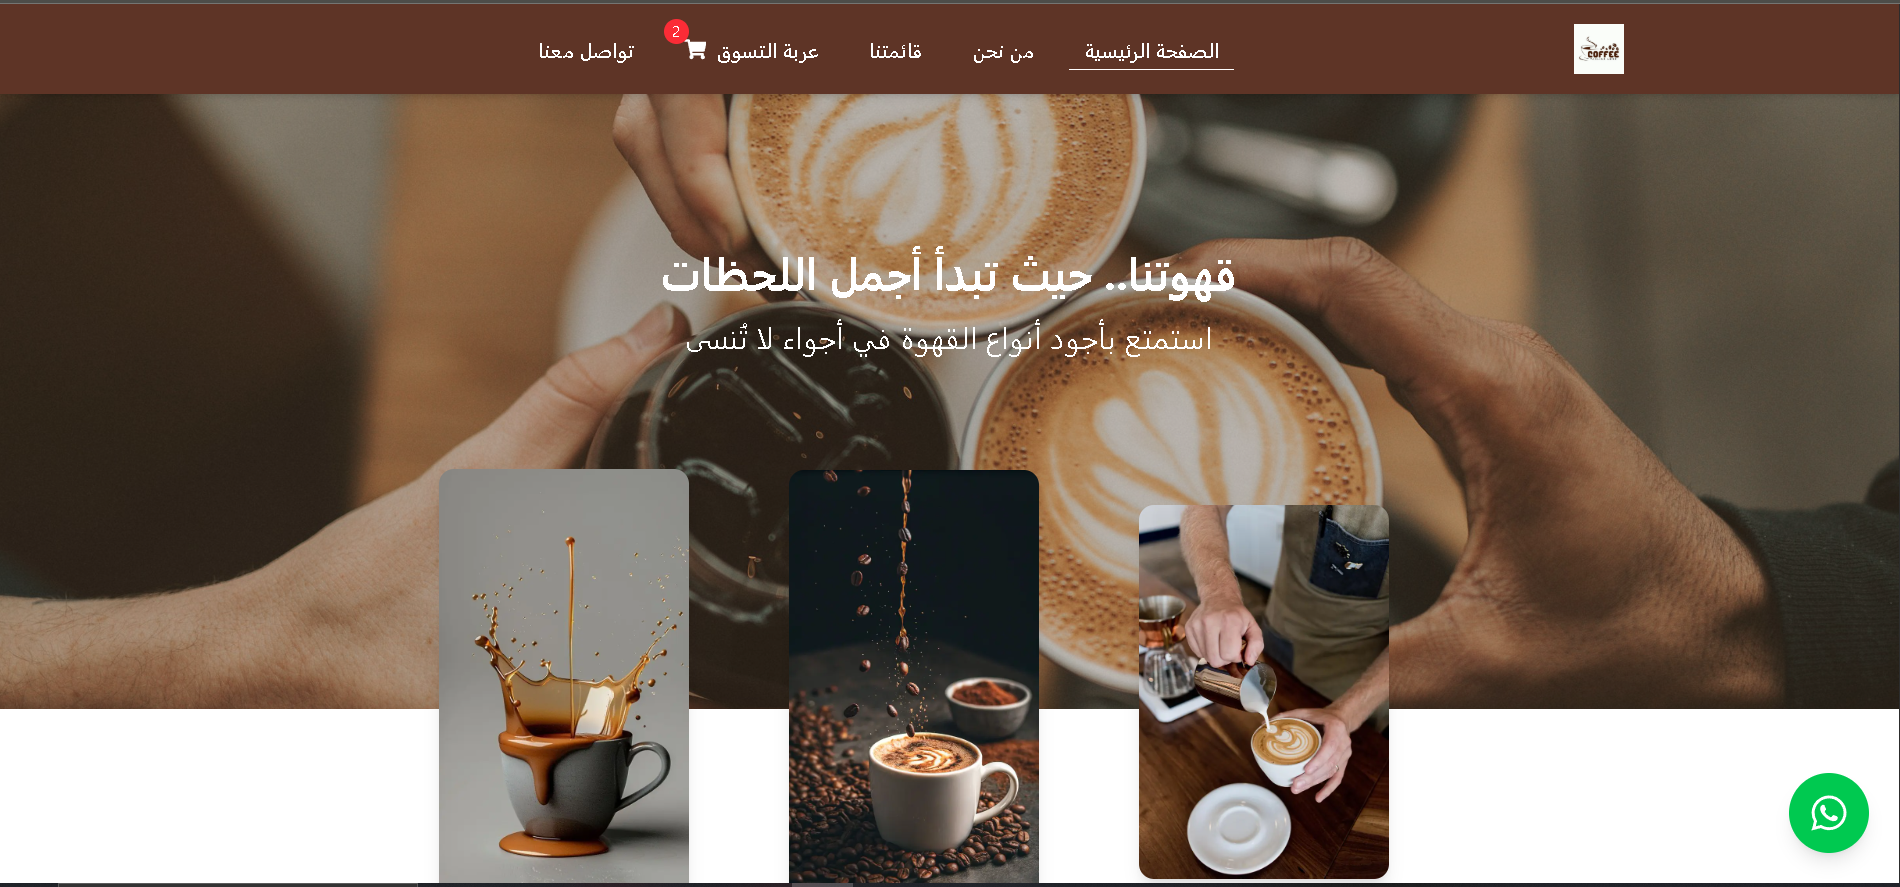 COFFEE
الصفحة الرئيسية
من نحن
قائمتنا
عربة التسوق
2
تواصل معنا
قهوتنا.. حيث تبدأ أجمل اللحظات
استمتع بأجود أنواع القهوة في أجواء لا تُنسى